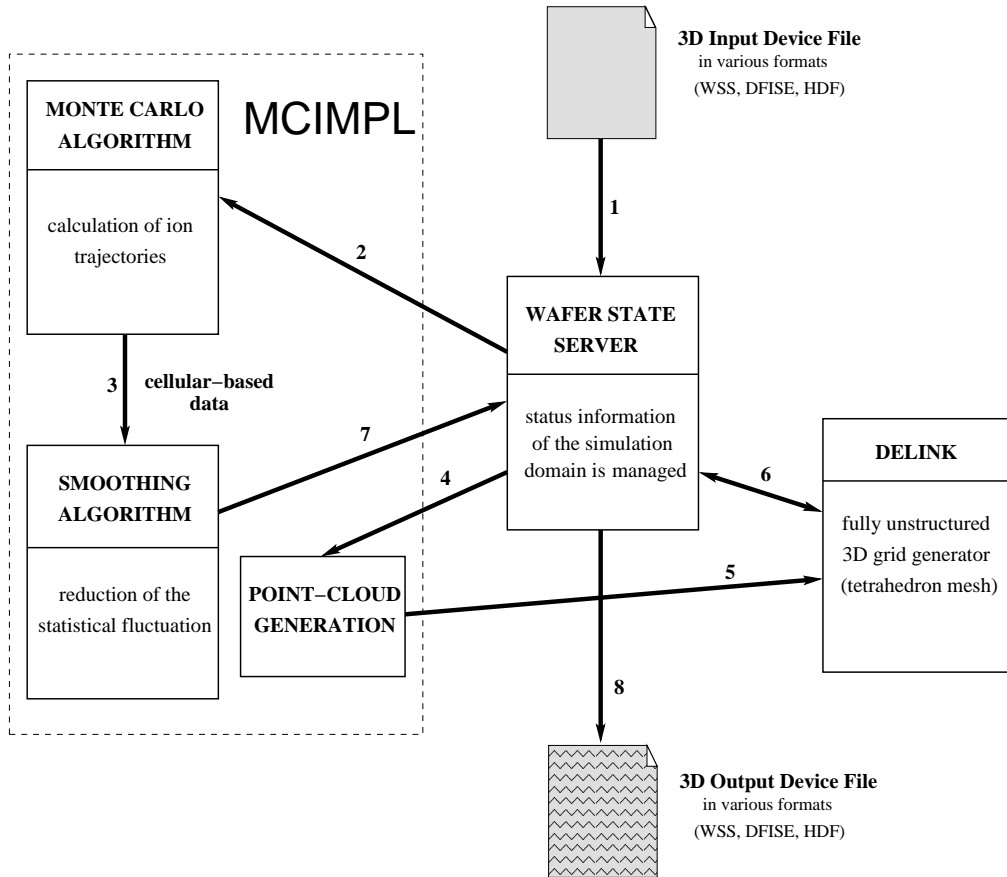 3D Input Device File
in various formats
(WSS, DFISE, HDF)
MCIMPL
MONTE CARLO
ALGORITHM
calculation of ion
trajectories
1
2
WAFER STATE
SERVER
status information
of the simulation
domain is managed
3
cellular−based
data
7
4
SMOOTHING
ALGORITHM
reduction of the
statistical fluctuation
POINT−CLOUD
GENERATION
5
6
DELINK
fully unstructured
3D grid generator
(tetrahedron mesh)
8
3D Output Device File
in various formats
(WSS, DFISE, HDF)